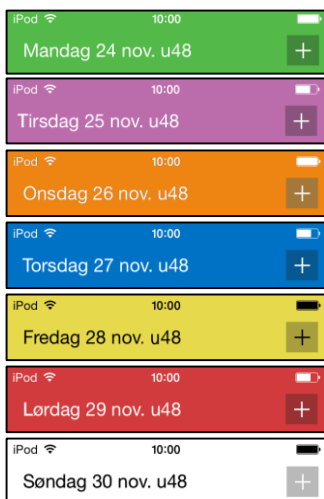 iPod 10:00
Mandag 24 nov. u48 +
iPod 10:00
Tirsdag 25 nov. u48 +
iPod 10:00
Onsdag 26 nov. u48 +
iPod 10:00
Torsdag 27 nov. u48 +
iPod 10:00
Fredag 28 nov. u48 +
iPod 10:00
Lørdag 29 nov. u48 +
iPod 10:00
Søndag 30 nov. u48 +